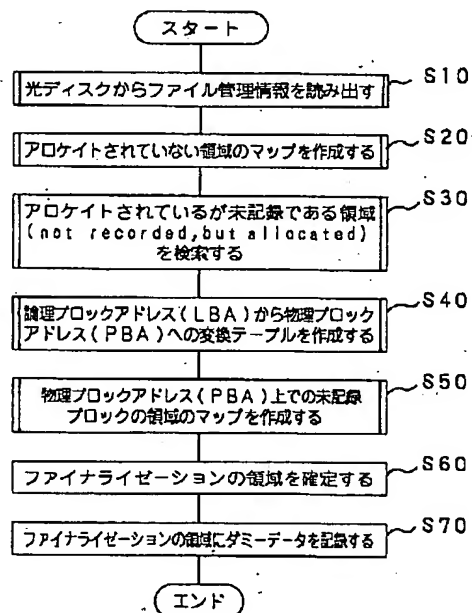 スタート
S10
光ディスクからファイル管理情報を読み出す
S20
アロケイトされていない領域のマップを作成する
S30
アロケイトされているが未記録である領域
(not recorded,but allocated)
を検索する
S40
論理ブロックアドレス(LBA)から物理ブロック
アドレス(PBA)への変換テーブルを作成する
S50
物理ブロックアドレス(PBA)上での未記録
ブロックの領域のマップを作成する
S60
ファイナライゼーションの領域を確定する
S70
ファイナライゼーションの領域にダミーデータを記録する
エンド